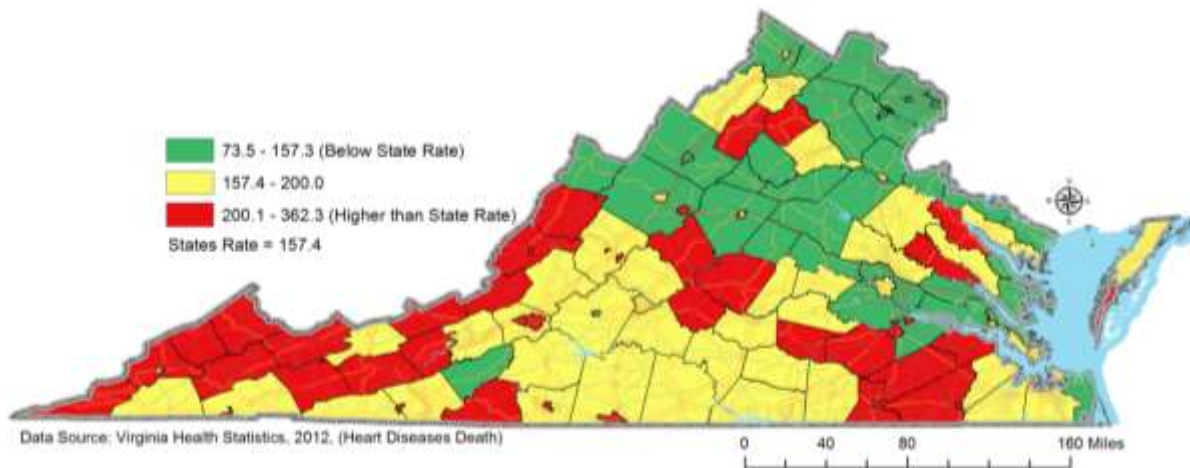 73.5 - 157.3 (Below State Rate)
157.4 - 200.0
200.1 - 362.3 (Higher than State Rate)
States Rate = 157.4
Data Source: Virginia Health Statistics, 2012, (Heart Diseases Death)
0 40 80 160 Miles